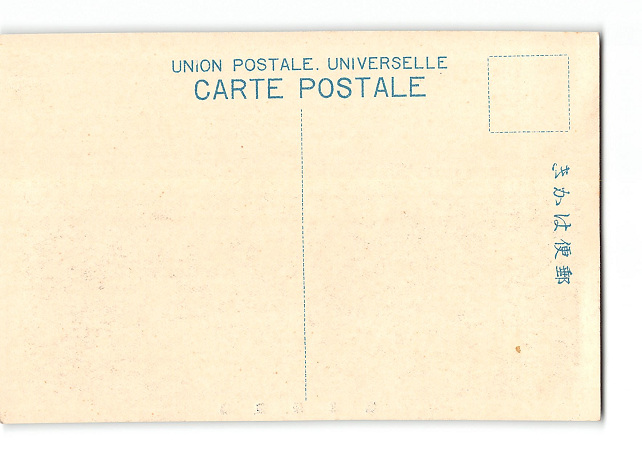 UNION POSTALE. UNIVERSELLE
CARTE POSTALE
きかは便郵